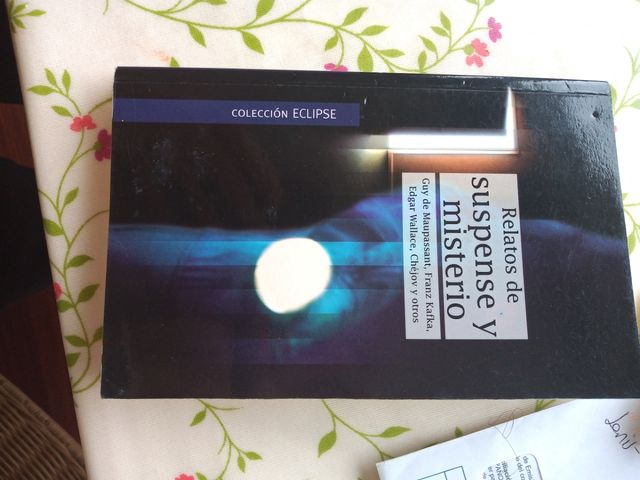 COLECCIÓN ECLIPSE
Relatos de
suspense y
misterio
Guy de Maupassant, Franz Kafka,
Edgar Wallace, Chéjov y otros